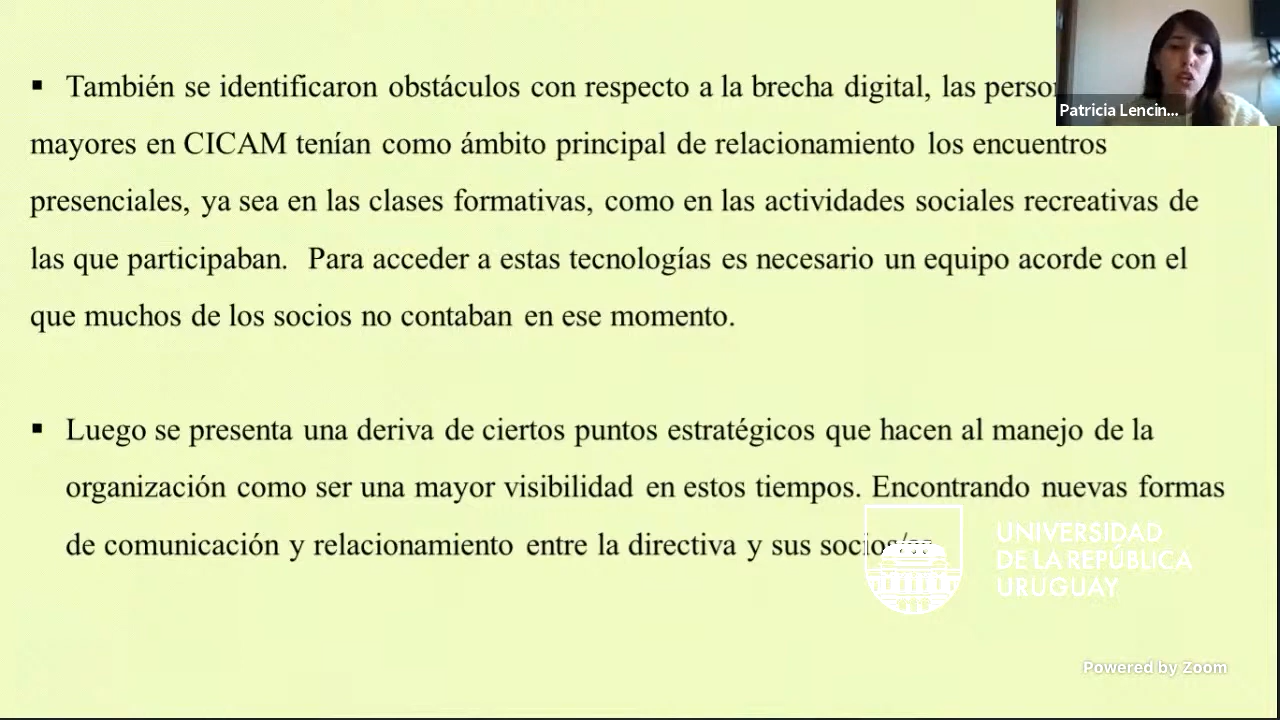 ▪ También se identificaron obstáculos con respecto a la brecha digital, las
mayores en CICAM tenían como ámbito principal de relacionamiento los encuentros
presenciales, ya sea en las clases formativas, como en las actividades sociales recreativas de
las que participaban. Para acceder a estas tecnologías es necesario un equipo acorde con el
que muchos de los socios no contaban en ese momento.
▪ Luego se presenta una deriva de ciertos puntos estratégicos que hacen al manejo de la
organización como ser una mayor visibilidad en estos tiempos. Encontrando nuevas formas
de comunicación y relacionamiento entre la directiva y sus
Patricia Lencin...
UNIVERSIDAD
DE LA REPÚBLICA
URUGUAY
Powered by Zoom